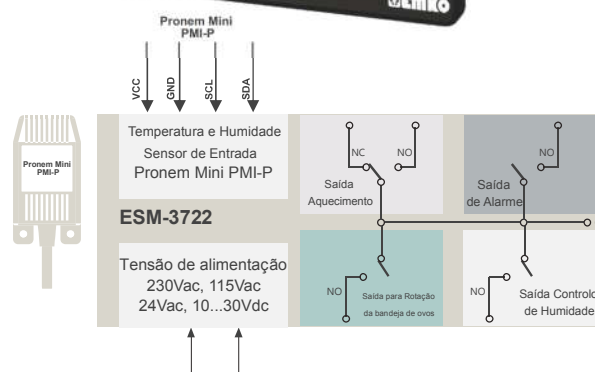 emko
Pronem Mini
PMI-P
VCC
GND
SCL
SDA
Pronem Mini
PMI-P
Temperatura e Humidade
Sensor de Entrada
Pronem Mini PMI-P
ESM-3722
Tensão de alimentação
230Vac, 115Vac
24Vac, 10...30Vdc
NC
NO
Saída
Aquecimento
NO
Saída
de Alarme
NO
Saída para Rotação
da bandeja de ovos
NO
Saída Controlo
de Humidade